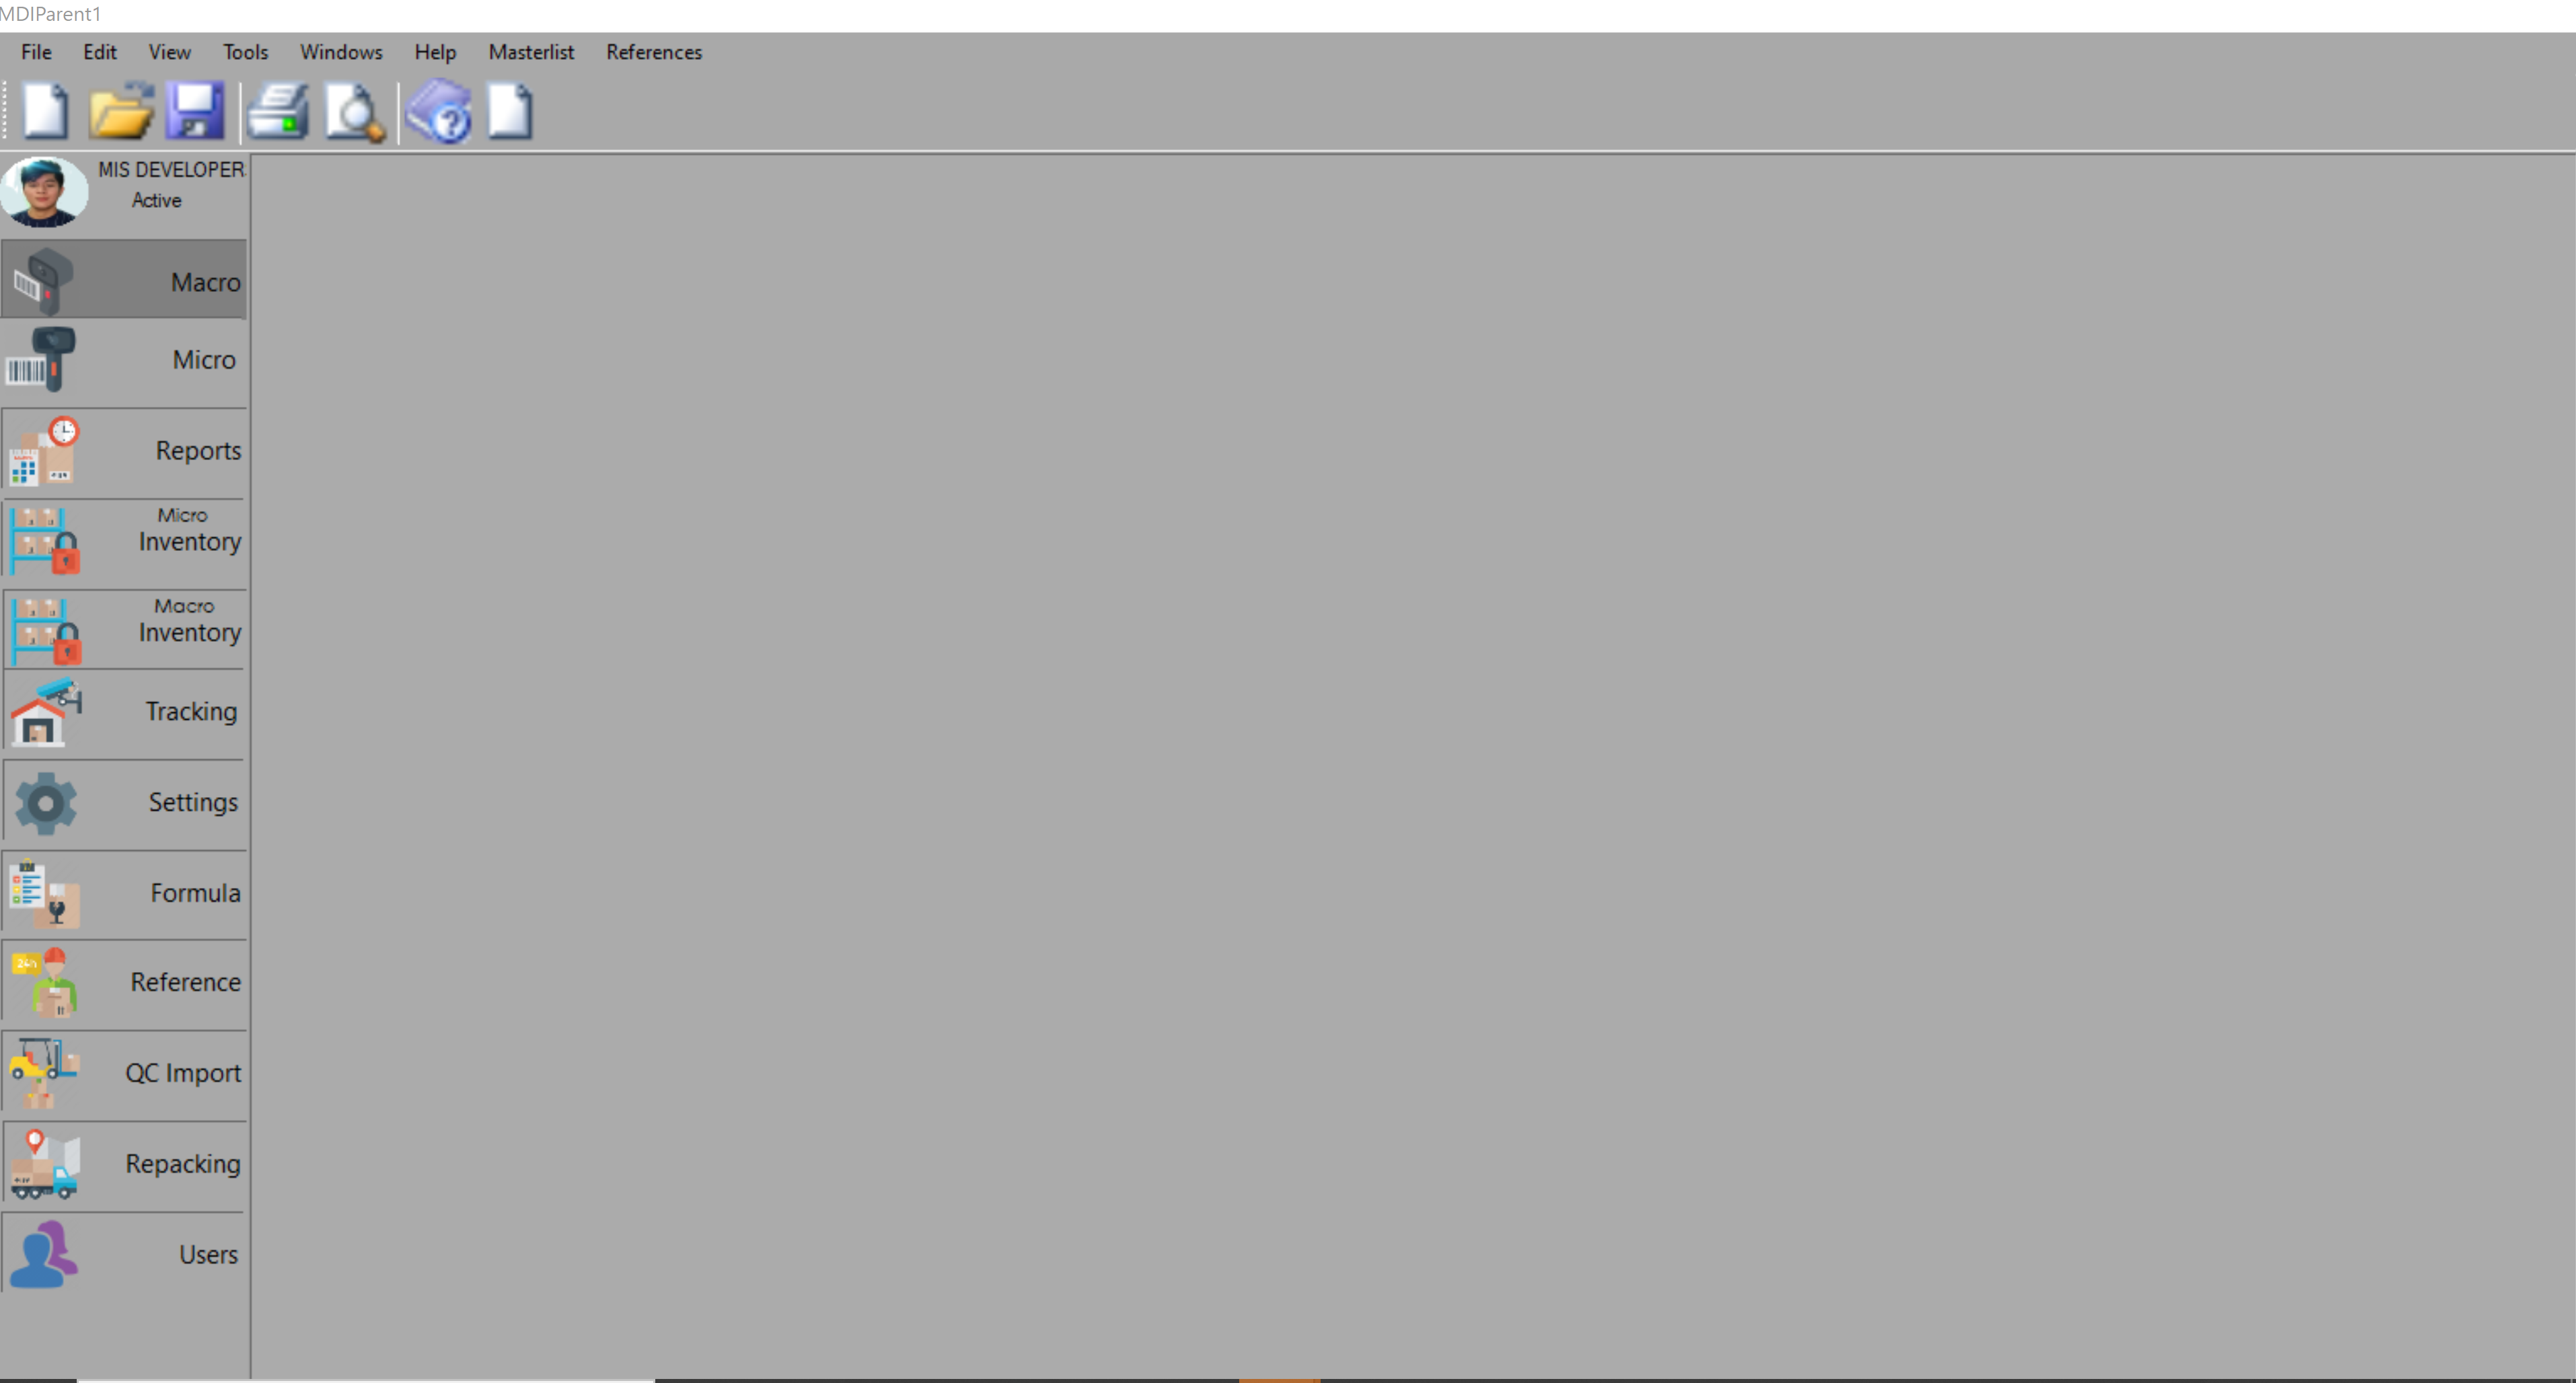 MDIParent1
File Edit View Tools Windows Help Masterlist References
MIS DEVELOPER
Active
Macro
Micro
Reports
Micro
Inventory
Macro
Inventory
Tracking
Settings
Formula
24h
Reference
QC Import
Repacking
Users